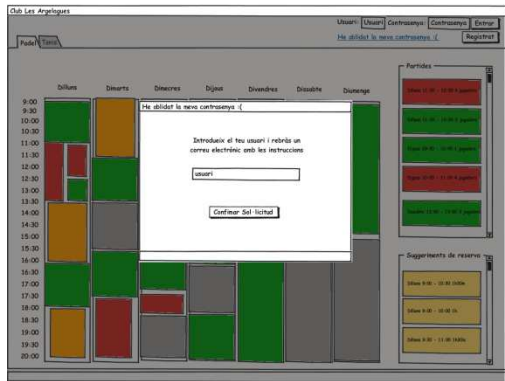 Club Les Argelagues
Usuari: Usuari Contrasenya: Contrasenya Entrar
He oblidat la meva contrasenya :( Registrat
Padel Tenis
Partides
Dilluns Dimarts Dimecres Dijous Divendres Dissabte Diumenge
9:00
9:30
10:00
10:30
11:00
11:30
12:00
12:30
13:00
13:30
14:00
14:30
15:00
15:30
16:00
16:30
17:00
17:30
18:00
18:30
19:00
19:30
20:00
He oblidat la meva contrasenya :(
Introdueix el teu usuari i rebràs un
correu electrònic amb les instruccions
usuari
Confimar Sol·licitud
Suggeriments de reserva